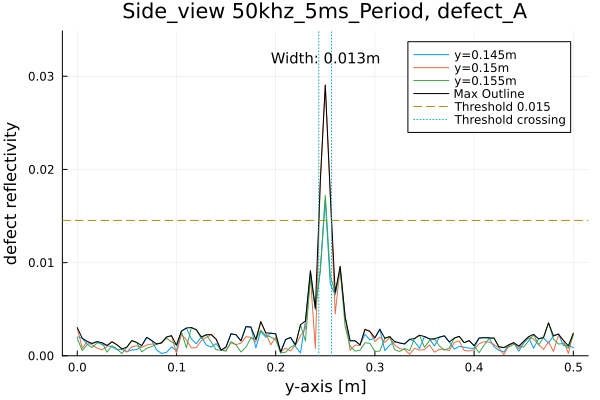 Side_view 50khz_5ms_Period, defect_A
Width: 0.013m
y=0.145m
y=0.15m
y=0.155m
Max Outline
Threshold 0.015
Threshold crossing
defect reflectivity
0.03
0.02
0.01
0.00
0.0 0.1 0.2 0.3 0.4 0.5
y-axis [m]